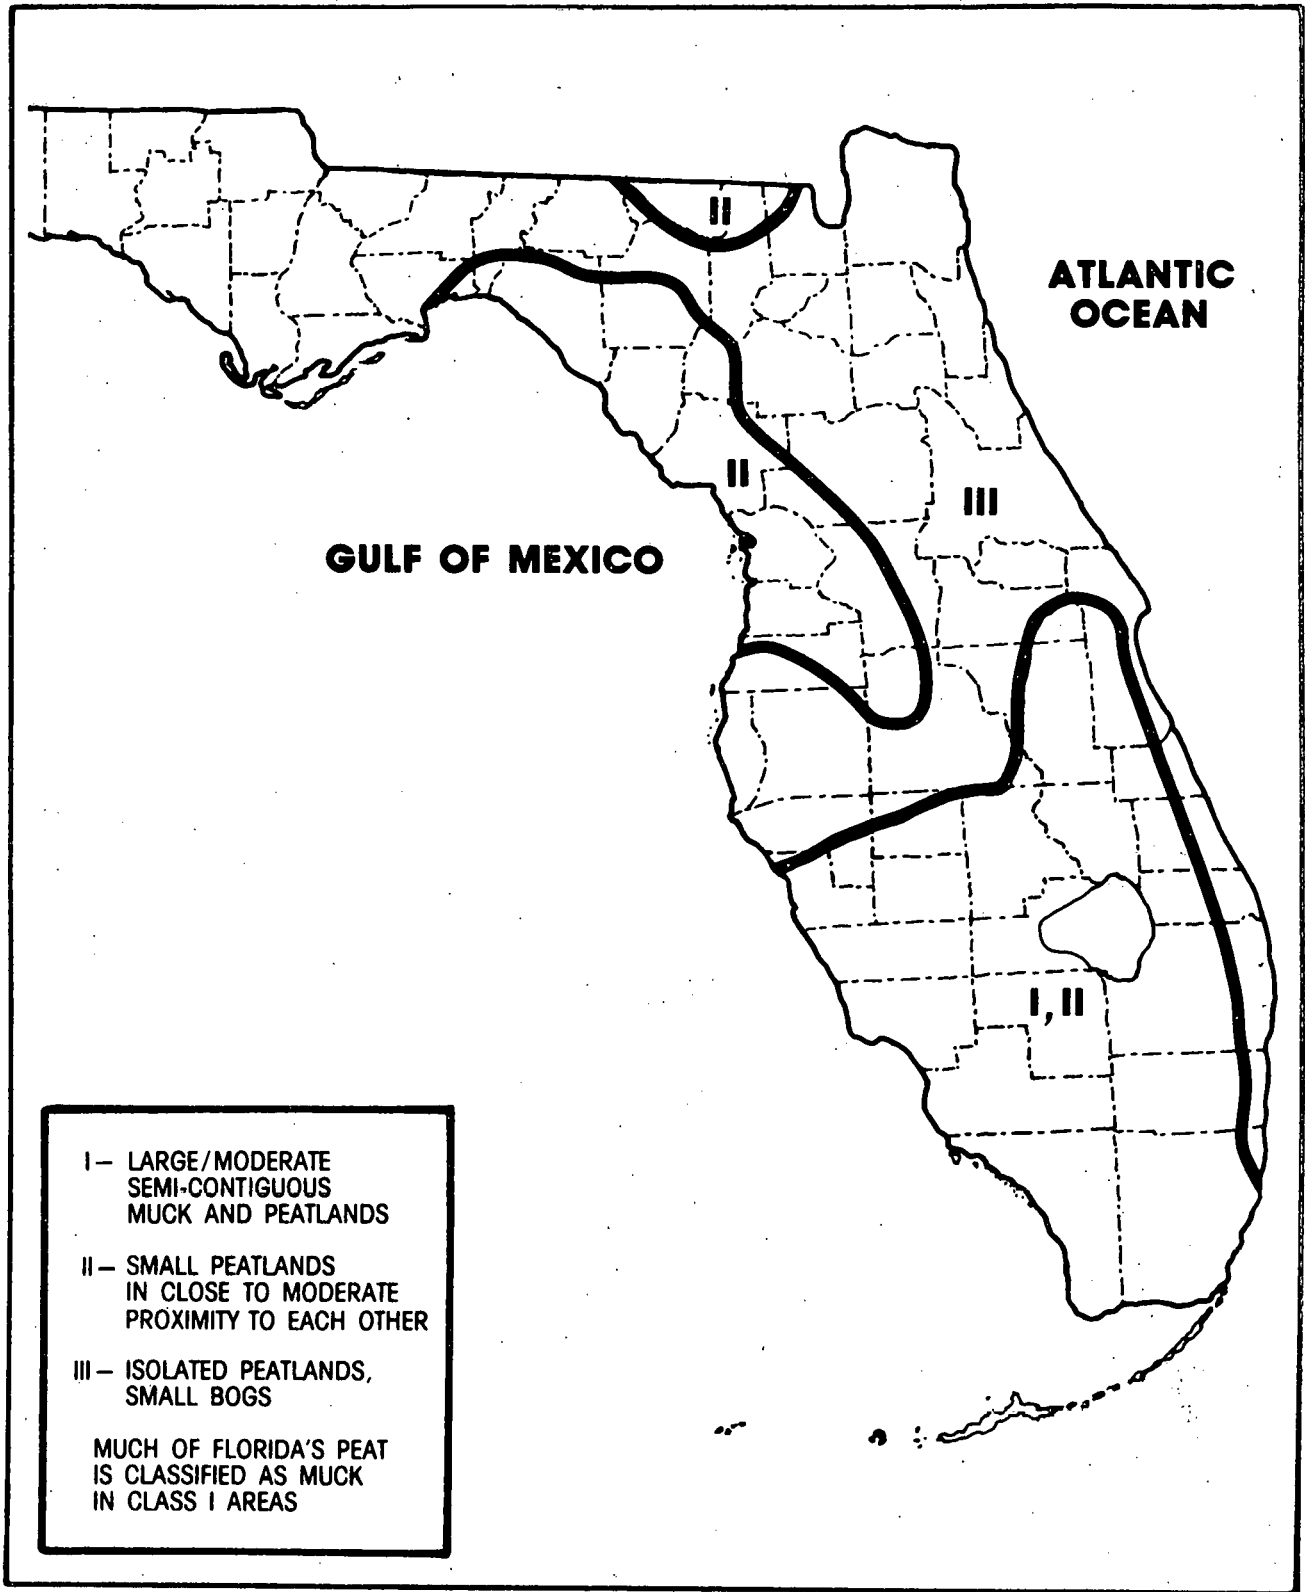 II
ATLANTIC
OCEAN
II
III
GULF OF MEXICO
I, II
I – LARGE/MODERATE
SEMI-CONTIGUOUS
MUCK AND PEATLANDS
II – SMALL PEATLANDS
IN CLOSE TO MODERATE
PROXIMITY TO EACH OTHER
III – ISOLATED PEATLANDS,
SMALL BOGS
MUCH OF FLORIDA'S PEAT
IS CLASSIFIED AS MUCK
IN CLASS I AREAS